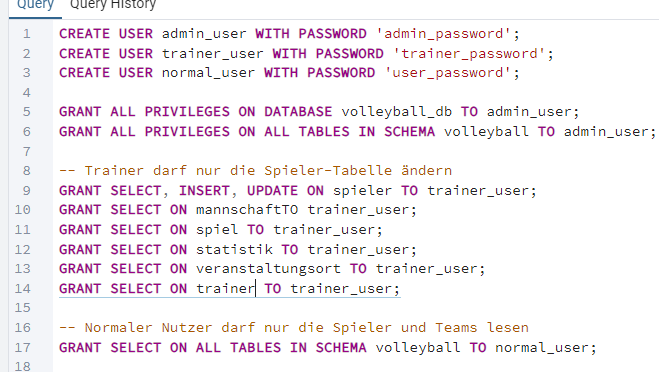 Query Query History
1 CREATE USER admin_user WITH PASSWORD 'admin_password';
2 CREATE USER trainer_user WITH PASSWORD 'trainer_password';
3 CREATE USER normal_user WITH PASSWORD 'user_password';
4
5 GRANT ALL PRIVILEGES ON DATABASE volleyball_db TO admin_user;
6 GRANT ALL PRIVILEGES ON ALL TABLES IN SCHEMA volleyball TO admin_user;
7
8 -- Trainer darf nur die Spieler-Tabelle ändern
9 GRANT SELECT, INSERT, UPDATE ON spieler TO trainer_user;
10 GRANT SELECT ON mannschaftTO trainer_user;
11 GRANT SELECT ON spiel TO trainer_user;
12 GRANT SELECT ON statistik TO trainer_user;
13 GRANT SELECT ON veranstaltungsort TO trainer_user;
14 GRANT SELECT ON trainer TO trainer_user;
15
16 -- Normaler Nutzer darf nur die Spieler und Teams lesen
17 GRANT SELECT ON ALL TABLES IN SCHEMA volleyball TO normal_user;
18